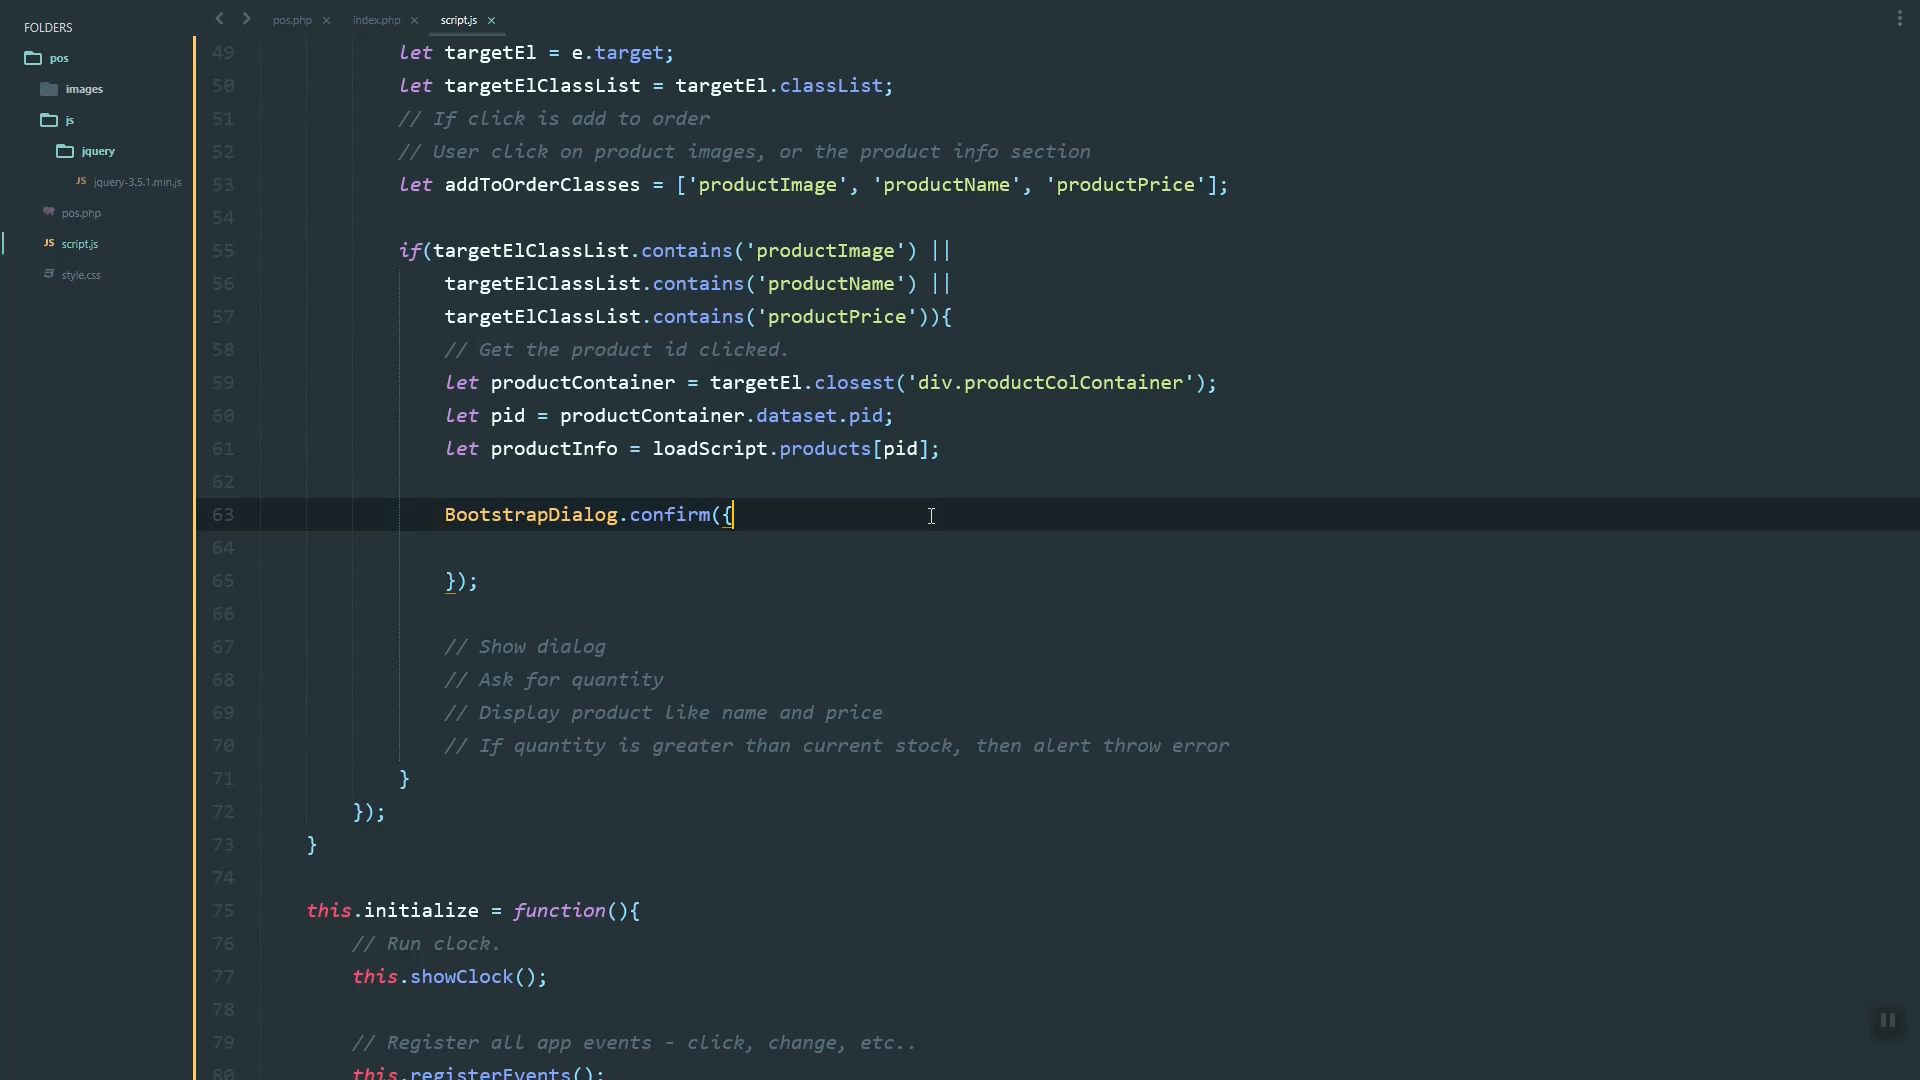 FOLDERS
pos
images
js
jquery
JS jquery-3.5.1.min.js
pos.php
JS script.js
style.css
pos.php × index.php × script.js ×
49 let targetEl = e.target;
50 let targetElClassList = targetEl.classList;
51 // If click is add to order
52 // User click on product images, or the product info section
53 let addToOrderClasses = ['productImage', 'productName', 'productPrice'];
54
55 if(targetElClassList.contains('productImage') ||
56 targetElClassList.contains('productName') ||
57 targetElClassList.contains('productPrice')){
58 // Get the product id clicked.
59 let productContainer = targetEl.closest('div.productColContainer');
60 let pid = productContainer.dataset.pid;
61 let productInfo = loadScript.products[pid];
62
63 BootstrapDialog.confirm({
64
65 });
66
67 // Show dialog
68 // Ask for quantity
69 // Display product like name and price
70 // If quantity is greater than current stock, then alert throw error
71 }
72 });
73 }
74
75 this.initialize = function(){
76 // Run clock.
77 this.showClock();
78
79 // Register all app events - click, change, etc..
80 this.registerEvents();